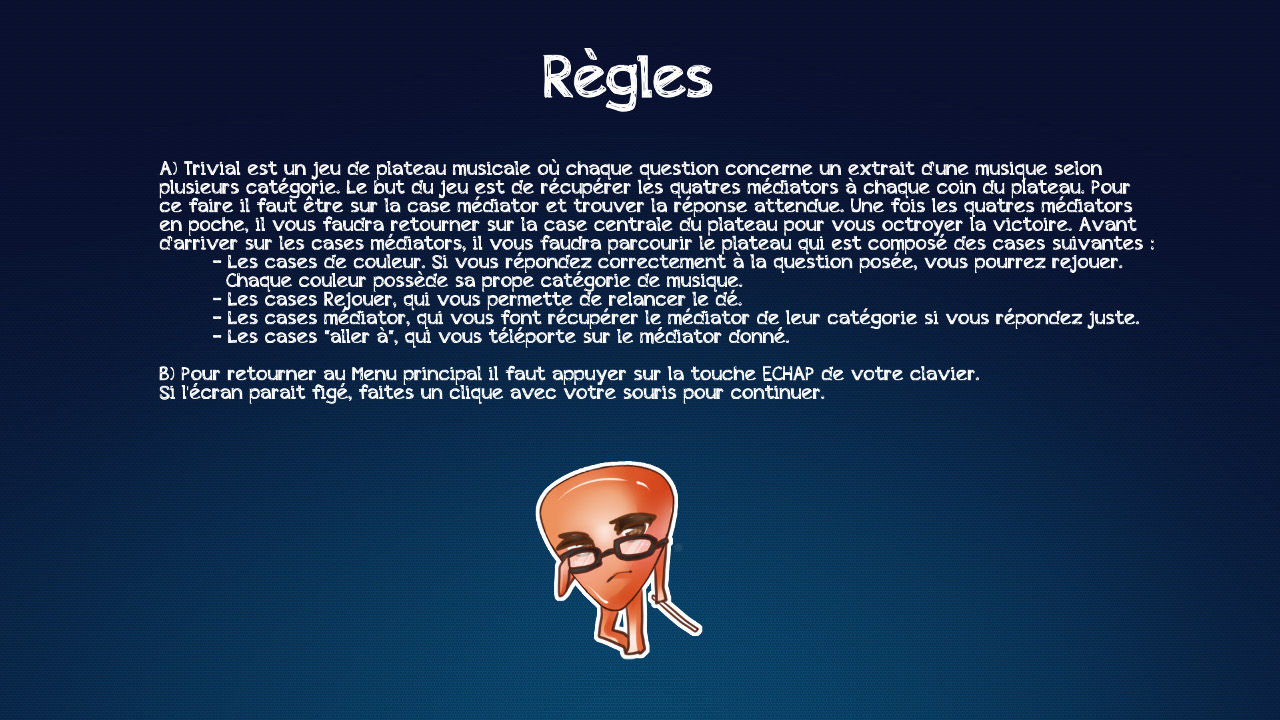 Règles
A) Trivial est un jeu de plateau musicale où chaque question concerne un extrait d'une musique selon
plusieurs catégorie. Le but du jeu est de récupérer les quatres médiators à chaque coin du plateau. Pour
ce faire il faut être sur la case médiator et trouver la réponse attendue. Une fois les quatres médiators
en poche, il vous faudra retourner sur la case centrale du plateau pour vous octroyer la victoire. Avant
d'arriver sur les cases médiators, il vous faudra parcourir le plateau qui est composé des cases suivantes :
- Les cases de couleur. Si vous répondez correctement à la question posée, vous pourrez rejouer.
Chaque couleur possède sa prope catégorie de musique.
- Les cases Rejouer, qui vous permette de relancer le dé.
- Les cases médiator, qui vous font récupérer le médiator de leur catégorie si vous répondez juste.
- Les cases "aller à", qui vous téléporte sur le médiator donné.
B) Pour retourner au Menu principal il faut appuyer sur la touche ECHAP de votre clavier.
Si l'écran parait figé, faites un clique avec votre souris pour continuer.